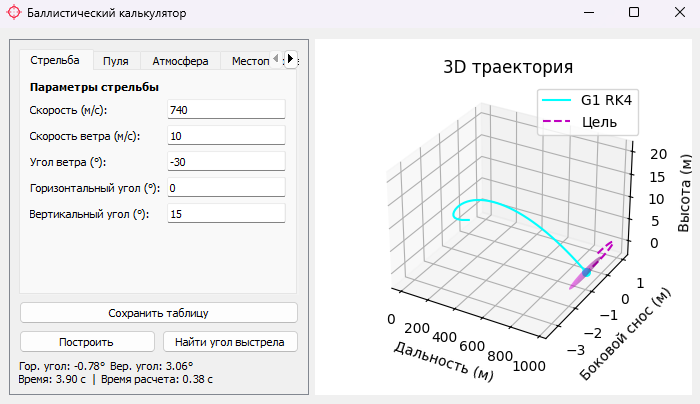 Баллистический калькулятор
Стрельба Пуля Атмосфера
Параметры стрельбы
Скорость (м/с): 740
Скорость ветра (м/с): 10
Угол ветра (°): -30
Горизонтальный угол (°): 0
Вертикальный угол (°): 15
Сохранить таблицу
Построить Найти угол выстрела
Гор. угол: -0.78° Вер. угол: 3.06°
Время: 3.90 с | Время расчета: 0.38 с
3D траектория
G1 RK4
Цель
20
15
10
5
0
Высота (м)
1
0
−1
−2
−3
Боковой снос (м)
0
200
400
600
800
1000
Дальность (м)